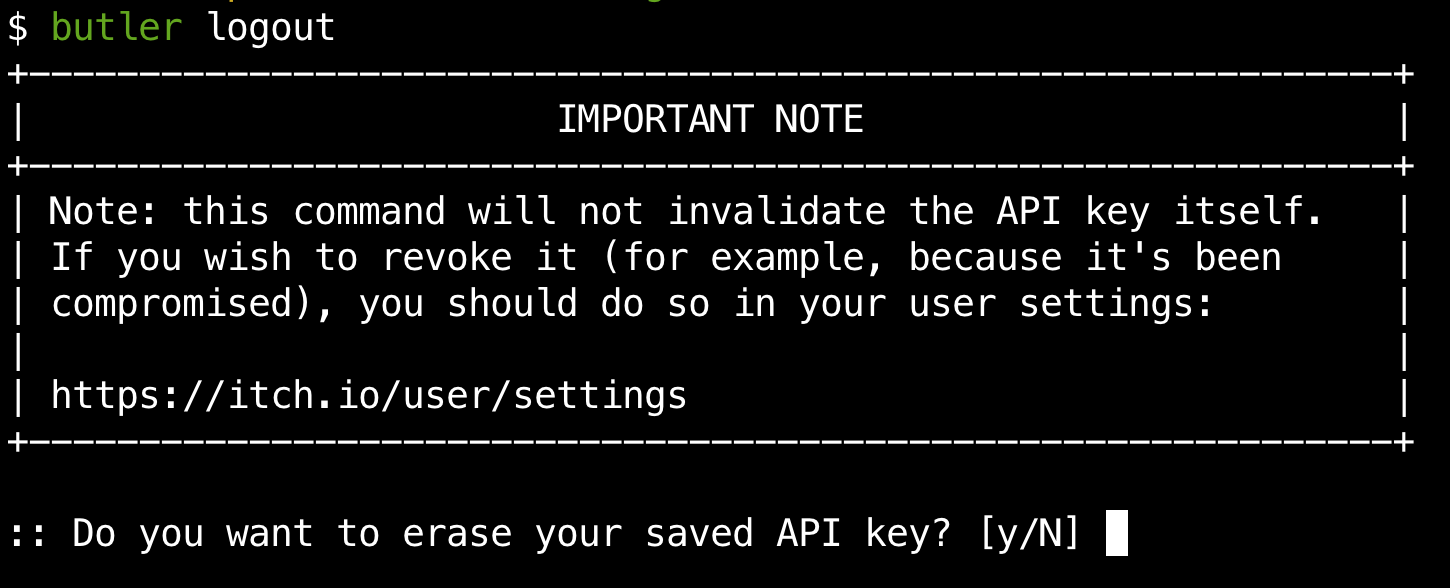 $ butler logout
+--------------------------------------------------------------+
|                        IMPORTANT NOTE                        |
+--------------------------------------------------------------+
| Note: this command will not invalidate the API key itself.   |
| If you wish to revoke it (for example, because it's been     |
| compromised), you should do so in your user settings:        |
|                                                              |
| https://itch.io/user/settings                                |
+--------------------------------------------------------------+
:: Do you want to erase your saved API key? [y/N]